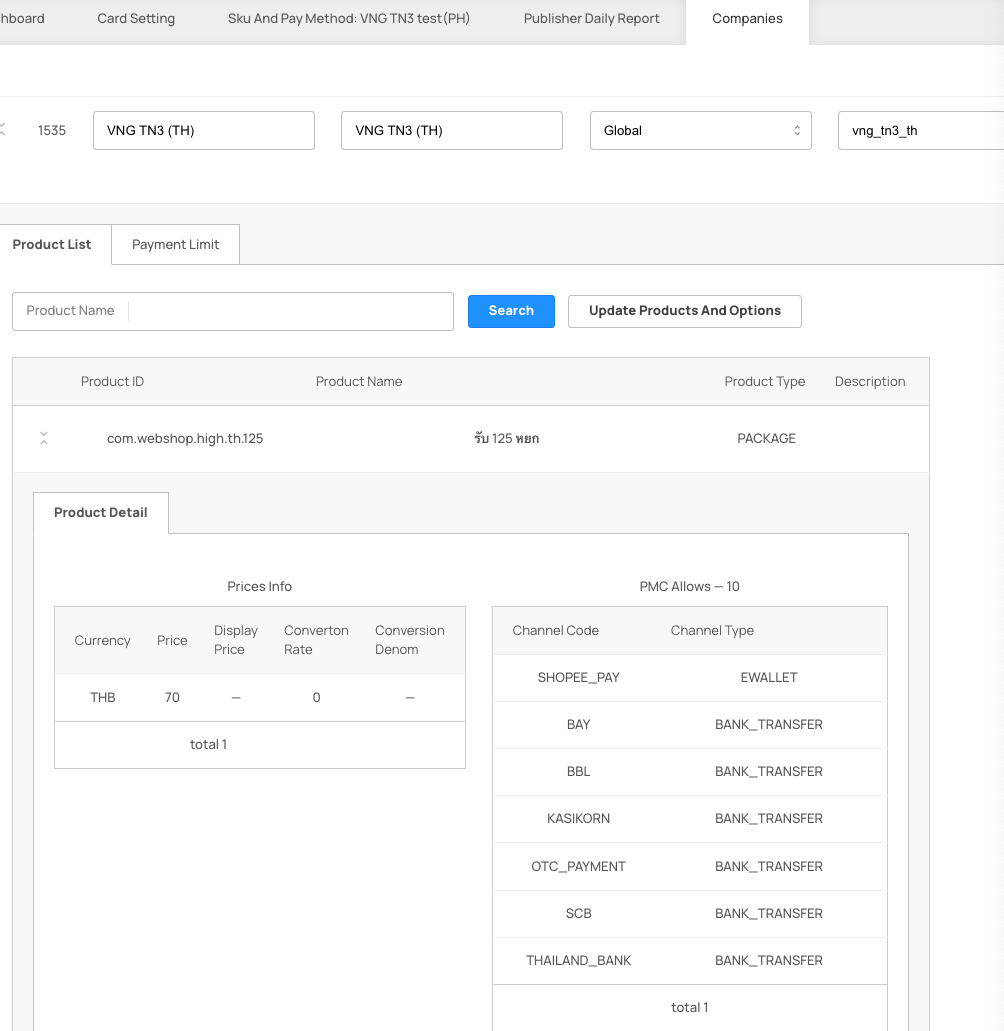 hboard Card Setting Sku And Pay Method: VNG TN3 test(PH) Publisher Daily Report Companies
1535 VNG TN3 (TH) VNG TN3 (TH) Global vng_tn3_th
Product List Payment Limit
Product Name Search Update Products And Options
Product ID Product Name Product Type Description
com.webshop.high.th.125 รับ 125 หยก PACKAGE
Product Detail
Prices Info
Currency Price Display Price Converton Rate Conversion Denom
THB 70 — 0 —
total 1
PMC Allows — 10
Channel Code Channel Type
SHOPEE_PAY EWALLET
BAY BANK_TRANSFER
BBL BANK_TRANSFER
KASIKORN BANK_TRANSFER
OTC_PAYMENT BANK_TRANSFER
SCB BANK_TRANSFER
THAILAND_BANK BANK_TRANSFER
total 1